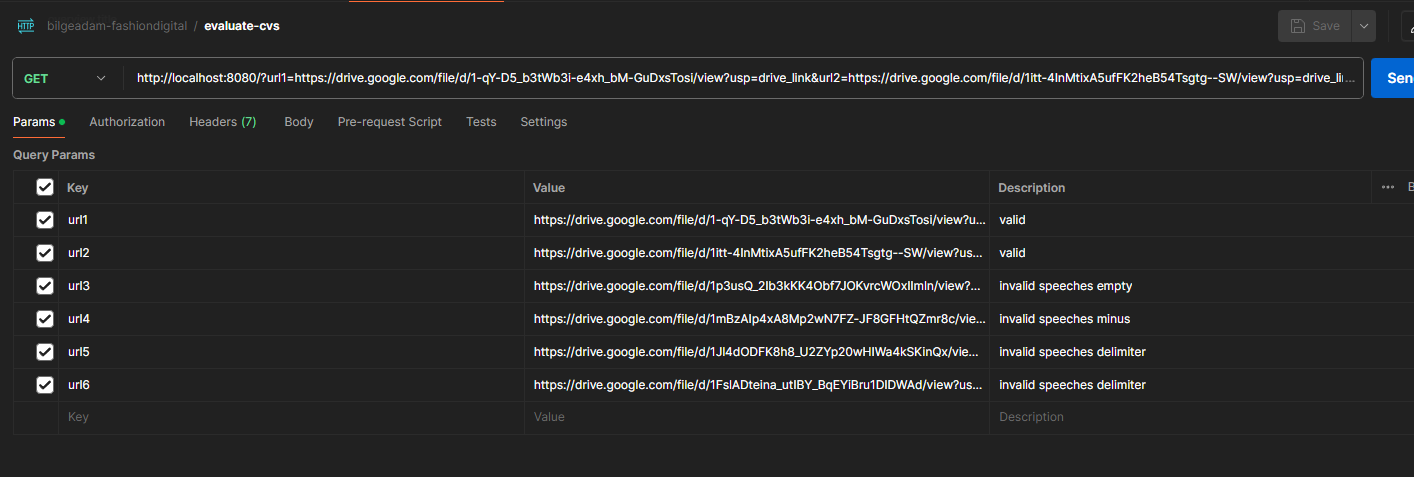 HTTP bilgeadam-fashiondigital / evaluate-cvs Save
GET http://localhost:8080/?url1=https://drive.google.com/file/d/1-qY-D5_b3tWb3i-e4xh_bM-GuDxsTosi/view?usp=drive_link&url2=https://drive.google.com/file/d/1itt-4InMtixA5ufFK2heB54Tsgtg--SW/view?usp=drive_li... Sen
Params Authorization Headers (7) Body Pre-request Script Tests Settings
Query Params
Key Value Description ••• B
url1 https://drive.google.com/file/d/1-qY-D5_b3tWb3i-e4xh_bM-GuDxsTosi/view?u... valid
url2 https://drive.google.com/file/d/1itt-4InMtixA5ufFK2heB54Tsgtg--SW/view?us... valid
url3 https://drive.google.com/file/d/1p3usQ_2Ib3kKK4Obf7JOKvrcWOxIImIn/view?... invalid speeches empty
url4 https://drive.google.com/file/d/1mBzAIp4xA8Mp2wN7FZ-JF8GFHtQZmr8c/vie... invalid speeches minus
url5 https://drive.google.com/file/d/1JI4dODFK8h8_U2ZYp20wHIWa4kSKinQx/vie... invalid speeches delimiter
url6 https://drive.google.com/file/d/1FsIADteina_utIBY_BqEYiBru1DIDWAd/view?us... invalid speeches delimiter
Key Value Description